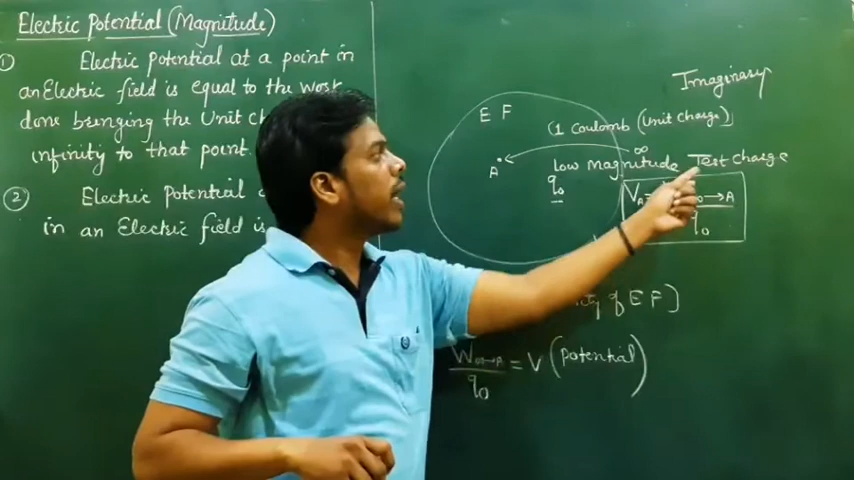 Electric Potential (Magnitude)
① Electric Potential at a point in
an Electric field is equal to the work
done bringing the Unit
infinity to that point.
② Electric Potential
in an Electric field is
Imaginary
E F
(1 Coulomb (Unit charge)]
∞
A
low magnitude Test charge
q₀
V_A
→A
q₀
of E F]
W∞→A = V (potential)
q₀